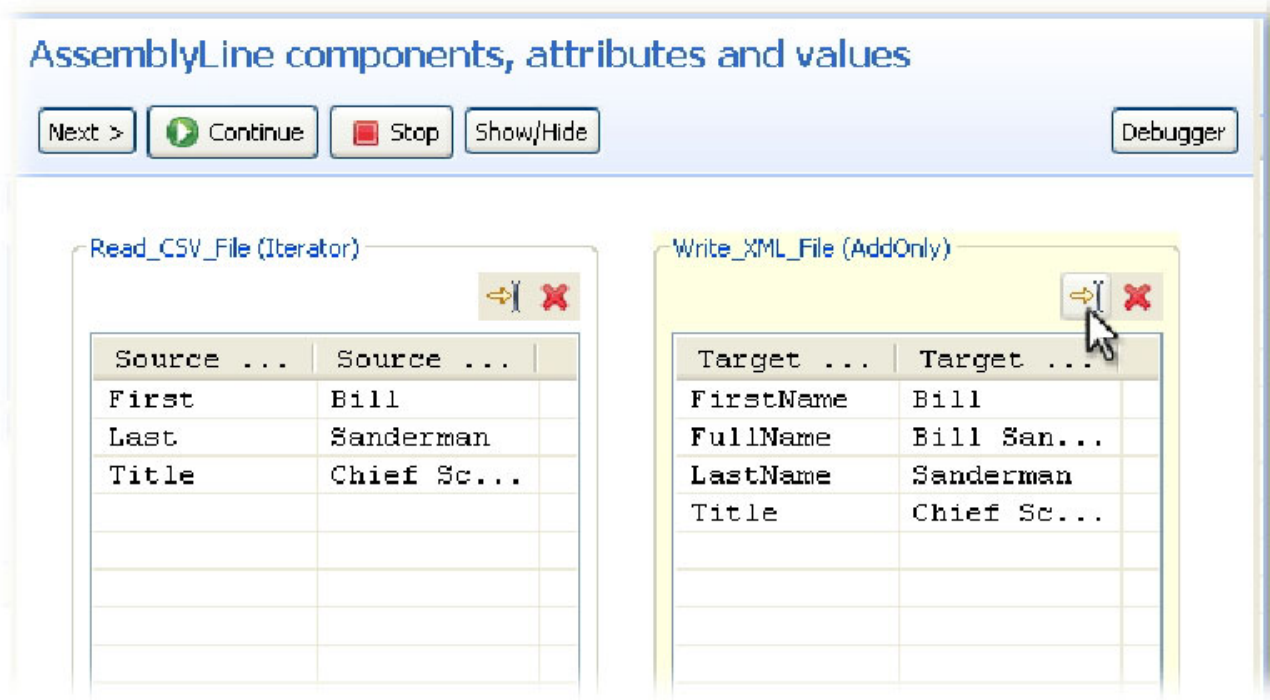 AssemblyLine components, attributes and values
Next > Continue Stop Show/Hide Debugger
Read_CSV_File (Iterator)
Source ... Source ...
First Bill
Last Sanderman
Title Chief Sc...
Write_XML_File (AddOnly)
Target ... Target ...
FirstName Bill
FullName Bill San...
LastName Sanderman
Title Chief Sc...